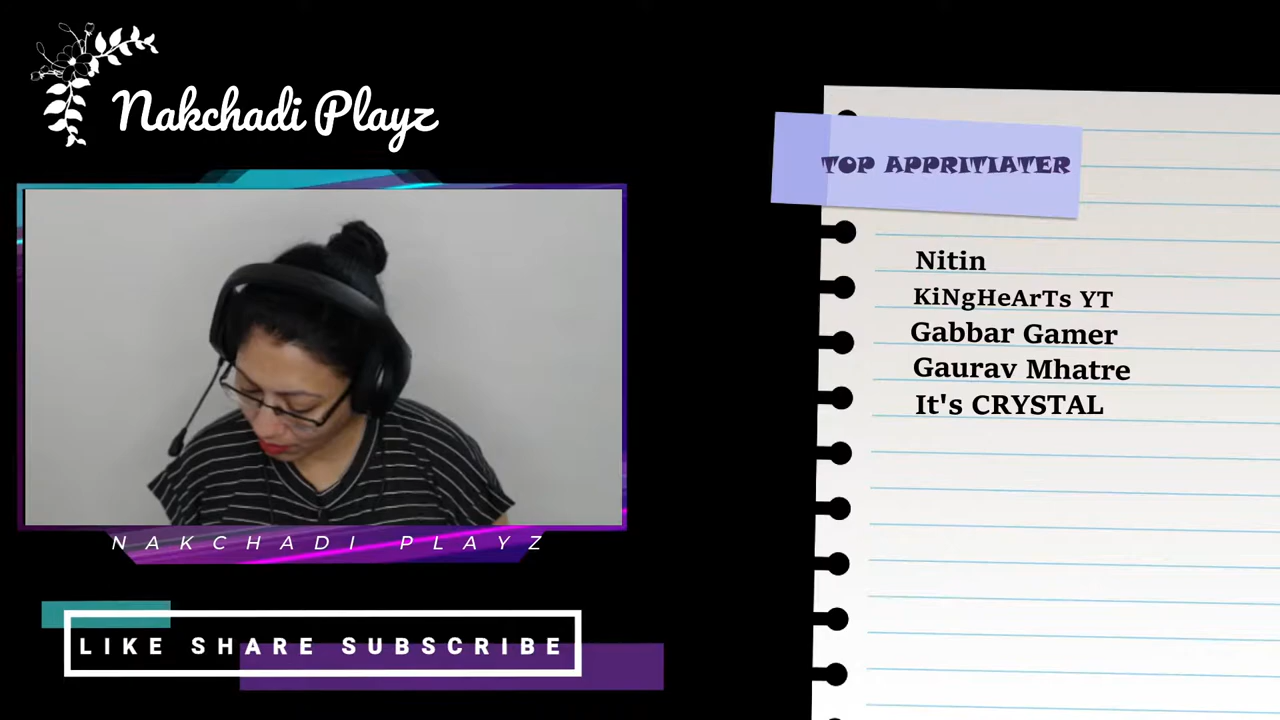 Nakchadi Playz
NAKCHADI PLAYZ
LIKE SHARE SUBSCRIBE
TOP APPRITIATER
Nitin
KiNgHeArTs YT
Gabbar Gamer
Gaurav Mhatre
It's CRYSTAL